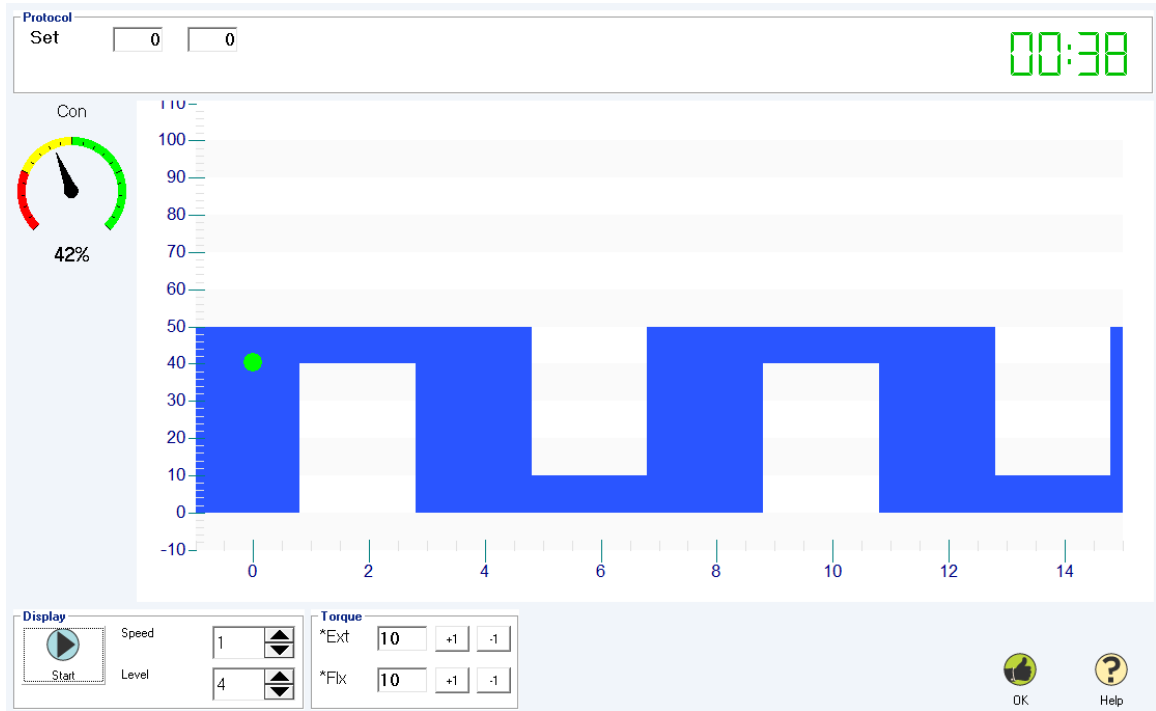 Protocol
Set 0 0
00:38
Con
42%
110
100
90
80
70
60
50
40
30
20
10
0
-10
0 2 4 6 8 10 12 14
Display
Start
Speed 1
Level 4
Torque
*Ext 10 +1 -1
*Flx 10 +1 -1
OK
Help